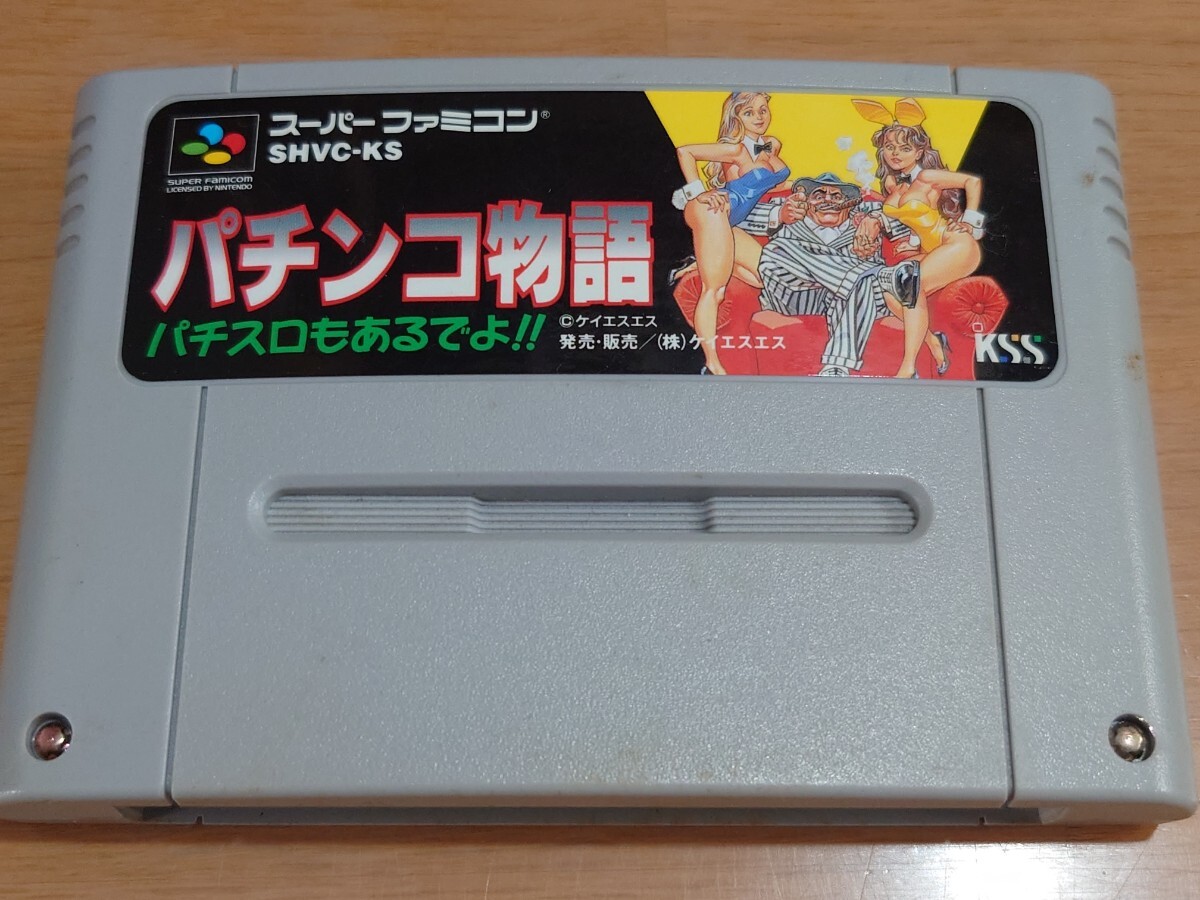 スーパーファミコン®
SHVC-KS
SUPER FAMICOM
LICENSED BY NINTENDO
パチンコ物語
パチスロもあるでよ!!
©ケイエスエス
発売・販売/(株)ケイエスエス
KSS